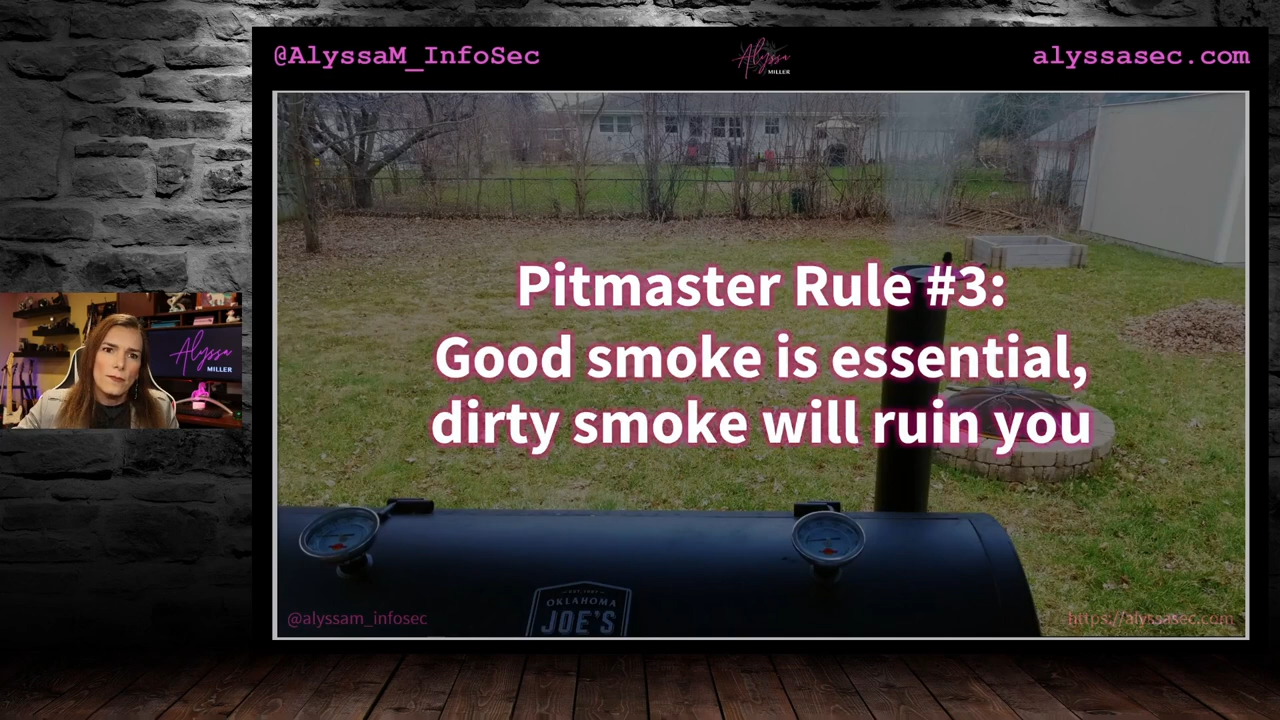 @AlyssaM_InfoSec
Alyssa
MILLER
alyssasec.com
Pitmaster Rule #3:
Good smoke is essential,
dirty smoke will ruin you
Alyssa
MILLER
OKLAHOMA
JOE'S
@alyssam_infosec
https://alyssasec.com